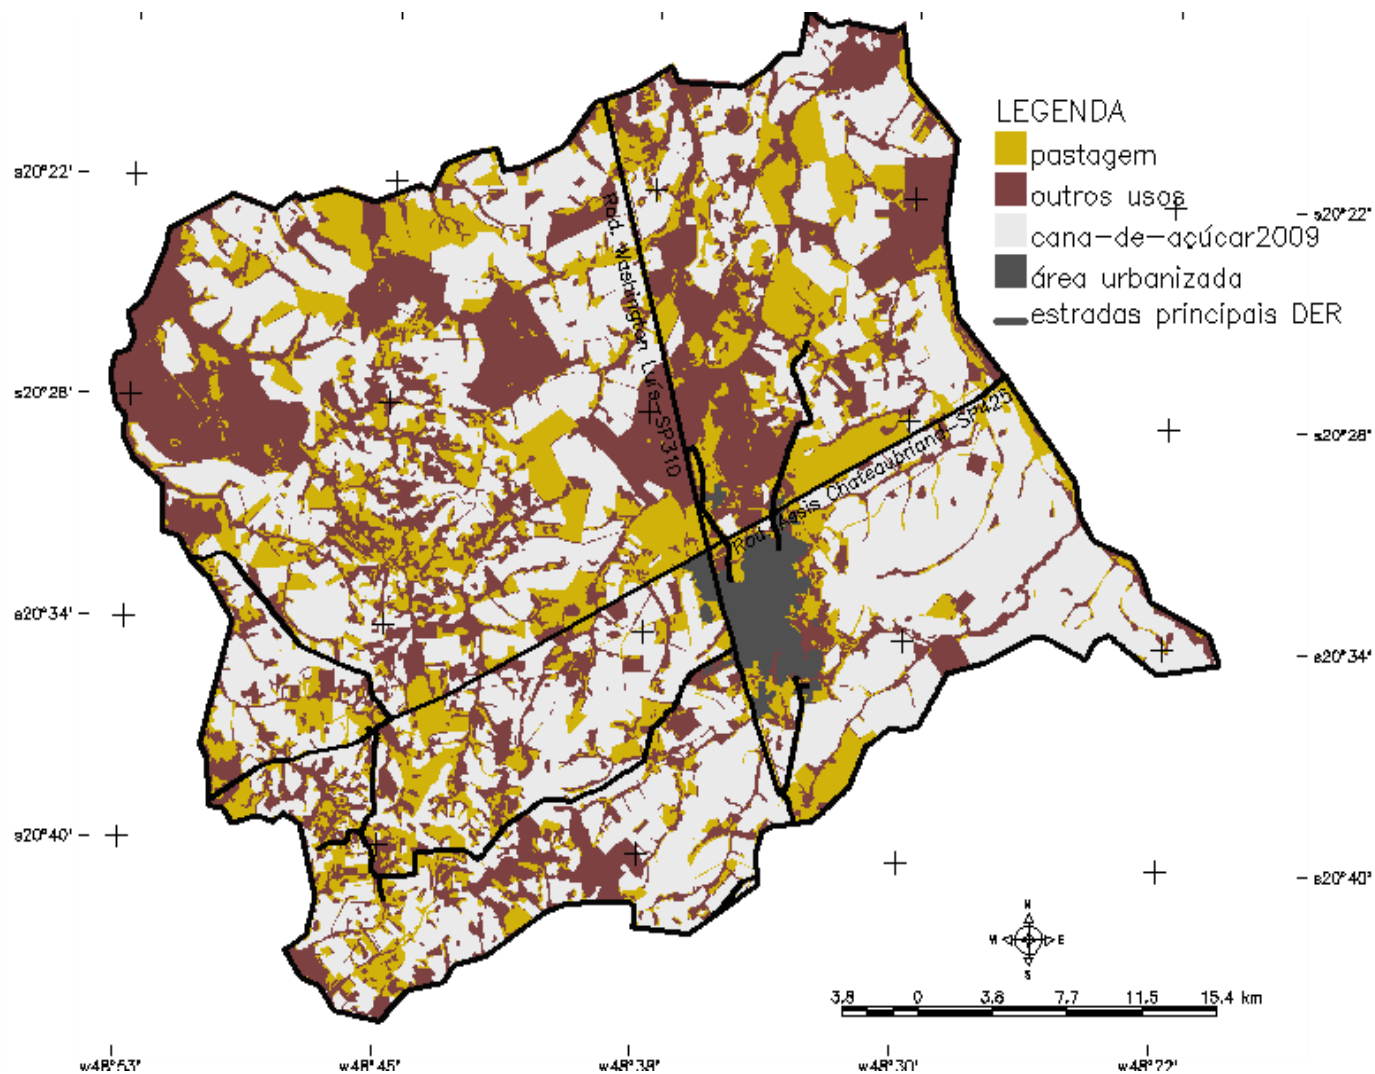 LEGENDA
pastagem
outros usos
cana-de-açúcar2009
área urbanizada
estradas principais DER
s20°22'
s20°22'
s20°28'
s20°28'
s20°34'
s20°34'
s20°40'
s20°40'
Rod. Washington Luís-SP310
Rod. Assis Chateaubriand-SP425
N
W E
S
3.8 0 3.8 7.7 11.5 15.4 km
w48°53' w48°45' w48°38' w48°30' w48°22'